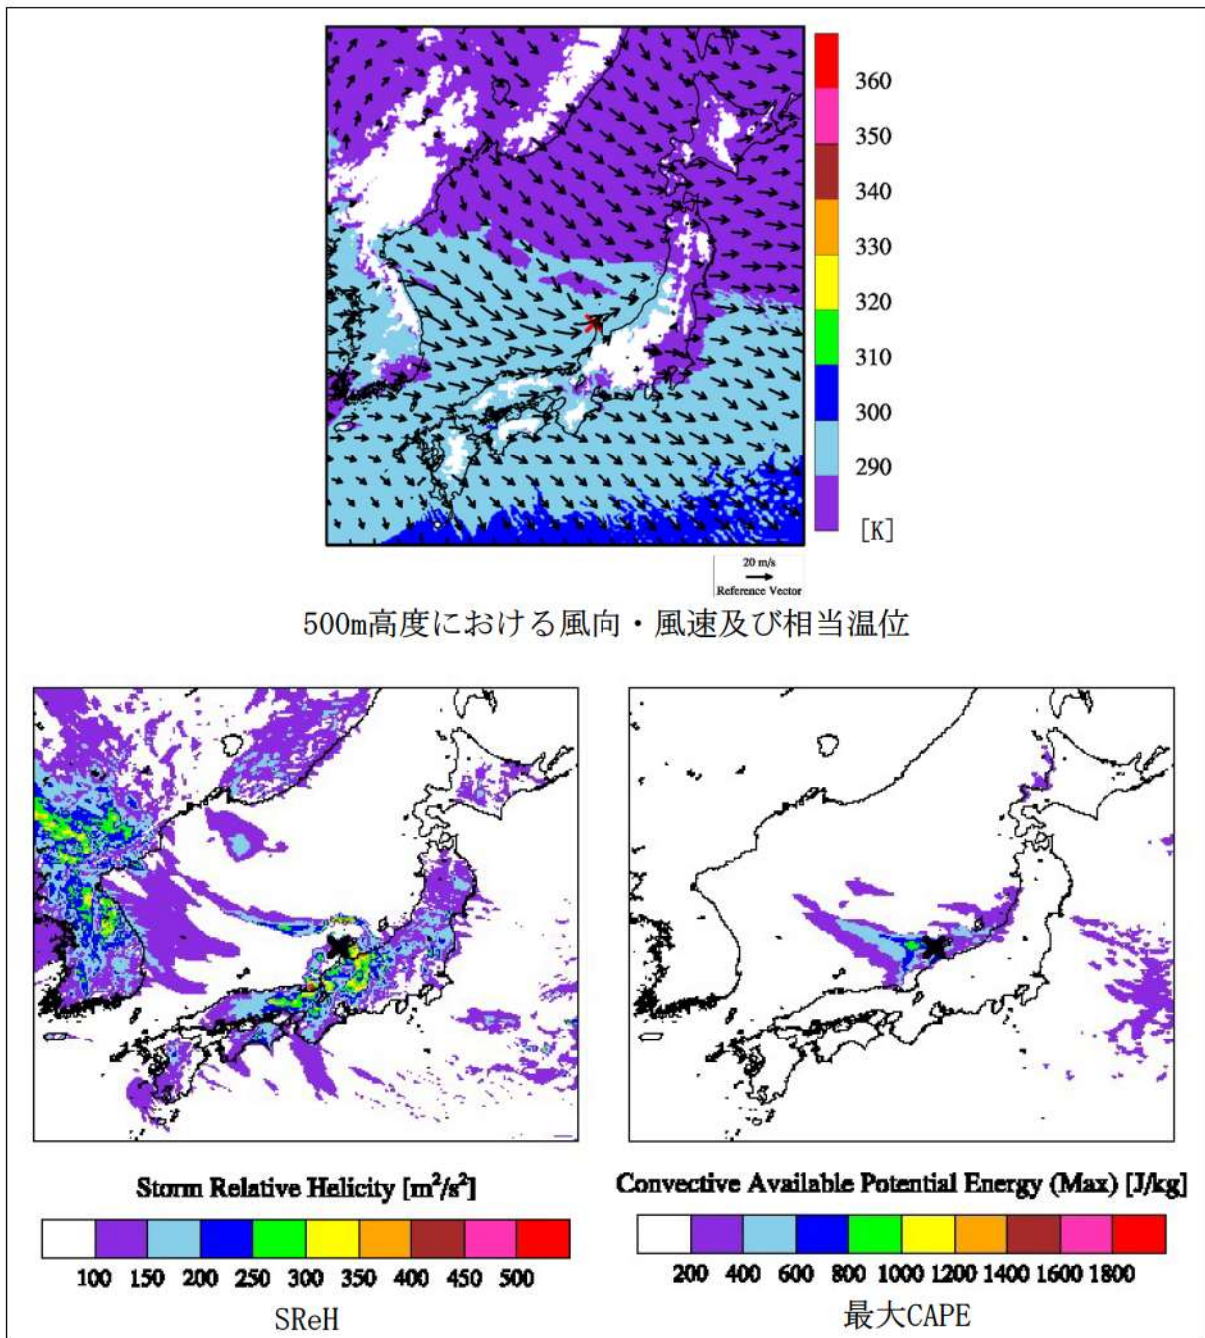 360
350
340
330
320
310
300
290
[K]
20 m/s
Reference Vector
500m高度における風向・風速及び相当温位
Storm Relative Helicity [m²/s²]
100 150 200 250 300 350 400 450 500
SReH
Convective Available Potential Energy (Max) [J/kg]
200 400 600 800 1000 1200 1400 1600 1800
最大CAPE